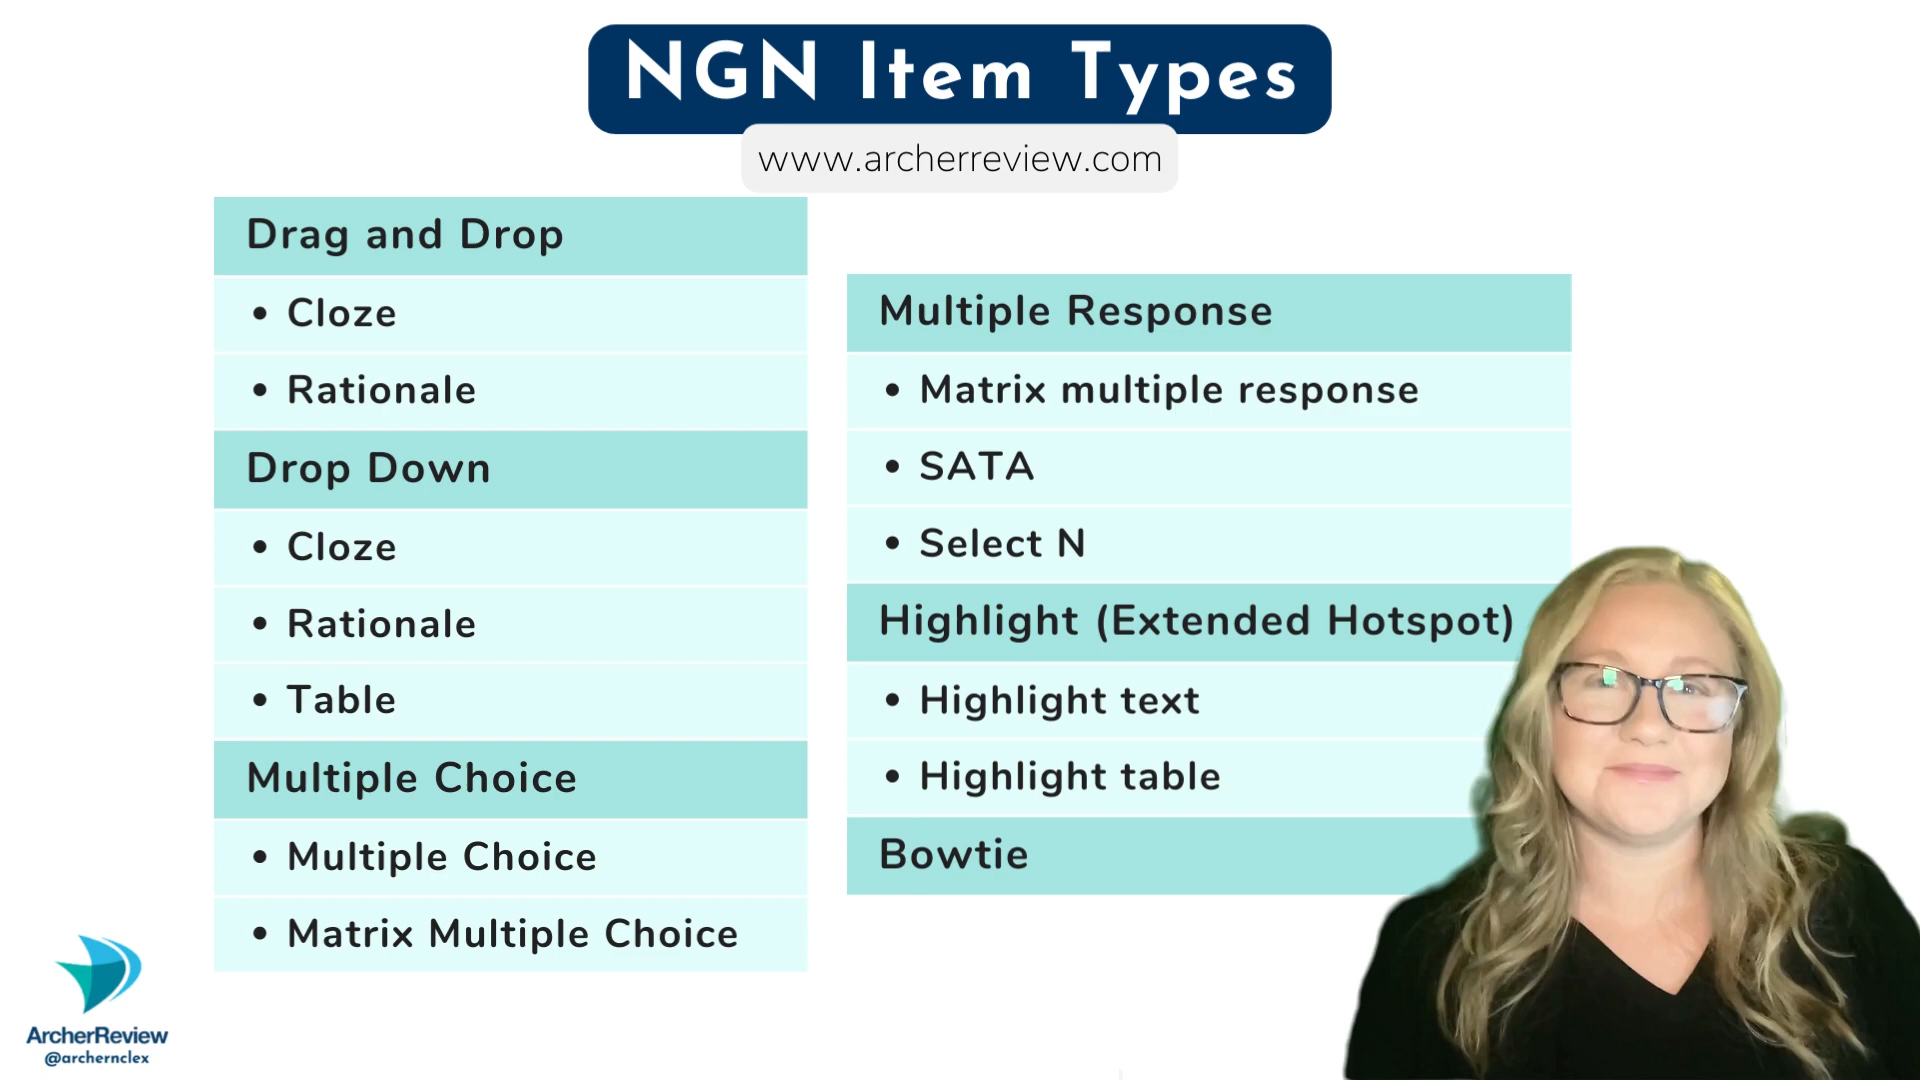 NGN Item Types
www.archerreview.com
Drag and Drop
• Cloze
• Rationale
Drop Down
• Cloze
• Rationale
• Table
Multiple Choice
• Multiple Choice
• Matrix Multiple Choice
Multiple Response
• Matrix multiple response
• SATA
• Select N
Highlight (Extended Hotspot)
• Highlight text
• Highlight table
Bowtie
ArcherReview
@archernclex